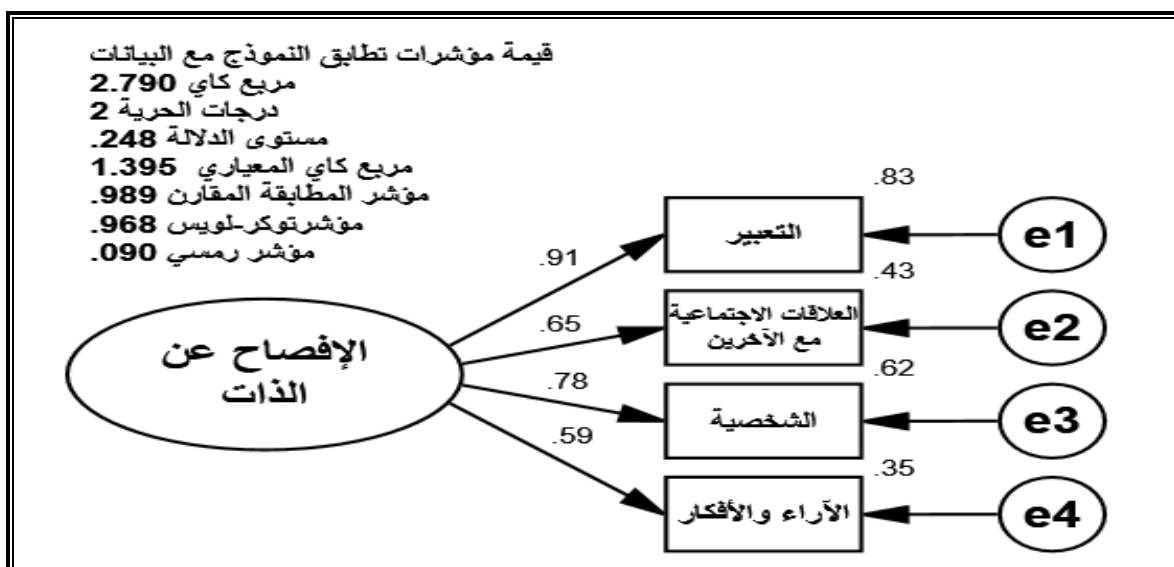 قيمة مؤشرات تطابق النموذج مع البيانات
مربع كاي 2.790
درجات الحرية 2
مستوى الدلالة 248.
مربع كاي المعياري 1.395
مؤشر المطابقة المقارن 989.
مؤشرتوكر-لويس 968.
مؤشر رمسي 090.
الإفصاح عن
الذات
.91
.65
.78
.59
.83
التعبير
e1
.43
العلاقات الاجتماعية
مع الآخرين
e2
.62
الشخصية
e3
.35
الآراء والأفكار
e4